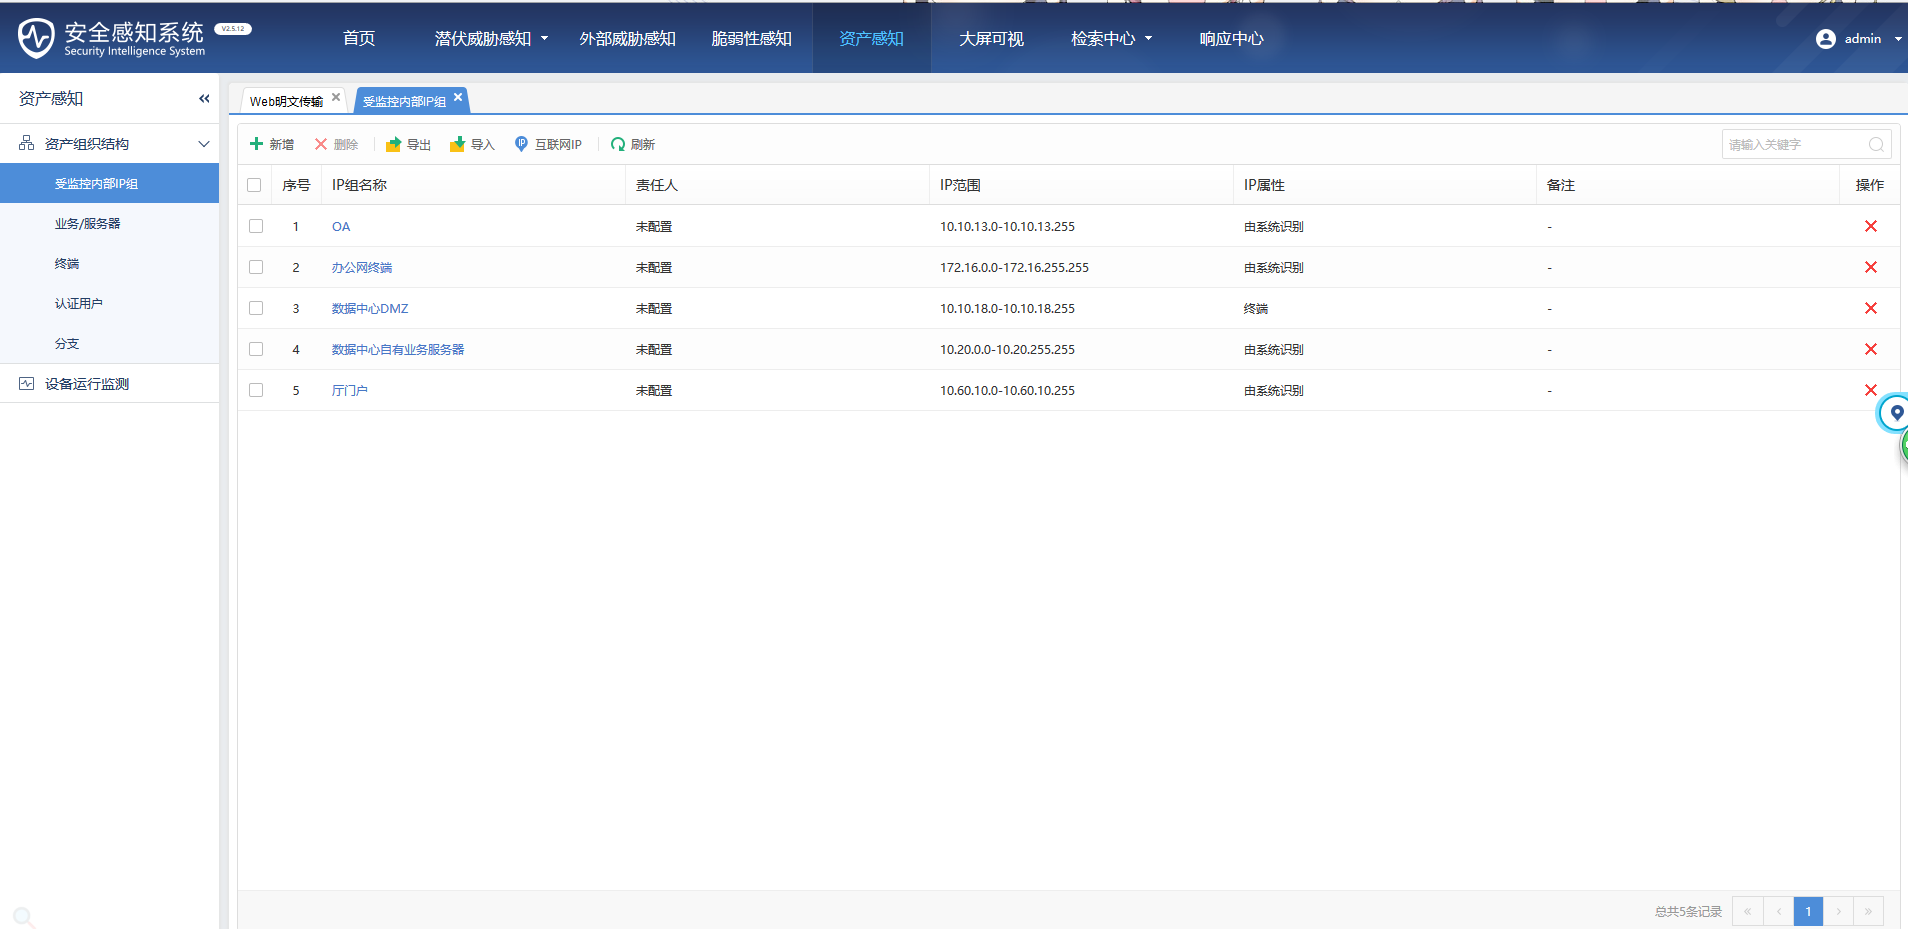 安全感知系统 V2.5.12
Security Intelligence System
首页 潜伏威胁感知 外部威胁感知 脆弱性感知 资产感知 大屏可视 检索中心 响应中心 admin
资产感知
资产组织结构
受监控内部IP组
业务/服务器
终端
认证用户
分支
设备运行监测
Web明文传输 受监控内部IP组
新增 删除 导出 导入 互联网IP 刷新 请输入关键字
序号 IP组名称 责任人 IP范围 IP属性 备注 操作
1 OA 未配置 10.10.13.0-10.10.13.255 由系统识别 -
2 办公网终端 未配置 172.16.0.0-172.16.255.255 由系统识别 -
3 数据中心DMZ 未配置 10.10.18.0-10.10.18.255 终端 -
4 数据中心自有业务服务器 未配置 10.20.0.0-10.20.255.255 由系统识别 -
5 厅门户 未配置 10.60.10.0-10.60.10.255 由系统识别 -
总共5条记录 « ‹ 1 › »